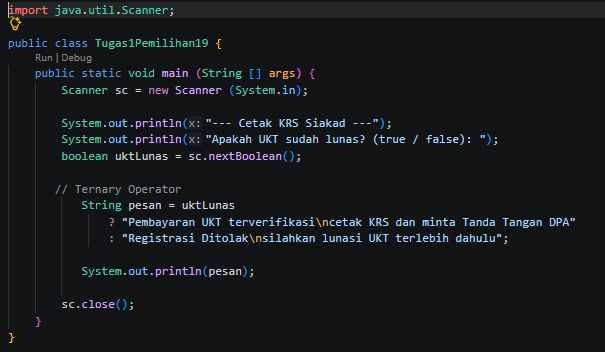 import java.util.Scanner;
public class Tugas1Pemilihan19 {
Run | Debug
public static void main (String [] args) {
Scanner sc = new Scanner (System.in);
System.out.println(x: "--- Cetak KRS Siakad ---");
System.out.println(x: "Apakah UKT sudah lunas? (true / false): ");
boolean uktLunas = sc.nextBoolean();
// Ternary Operator
String pesan = uktLunas
? "Pembayaran UKT terverifikasi\ncetak KRS dan minta Tanda Tangan DPA"
: "Registrasi Ditolak\nsilahkan lunasi UKT terlebih dahulu";
System.out.println(pesan);
sc.close();
}
}